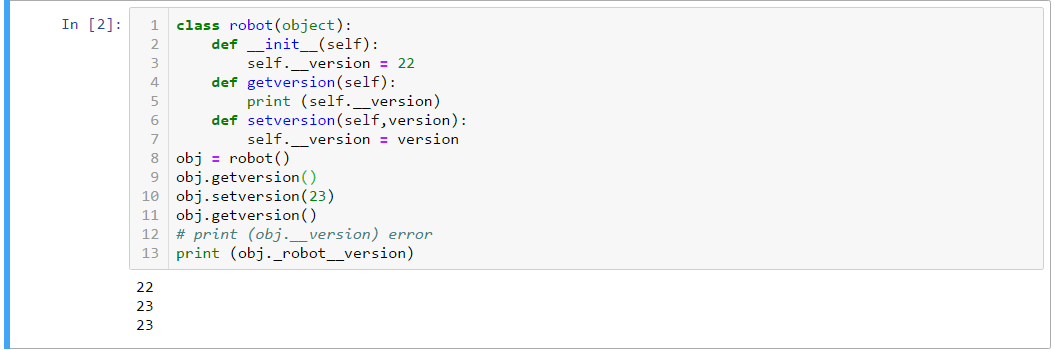 In [2]:
1 class robot(object):
2     def __init__(self):
3         self.__version = 22
4     def getversion(self):
5         print (self.__version)
6     def setversion(self,version):
7         self.__version = version
8 obj = robot()
9 obj.getversion()
10 obj.setversion(23)
11 obj.getversion()
12 # print (obj.__version) error
13 print (obj._robot__version)
22
23
23